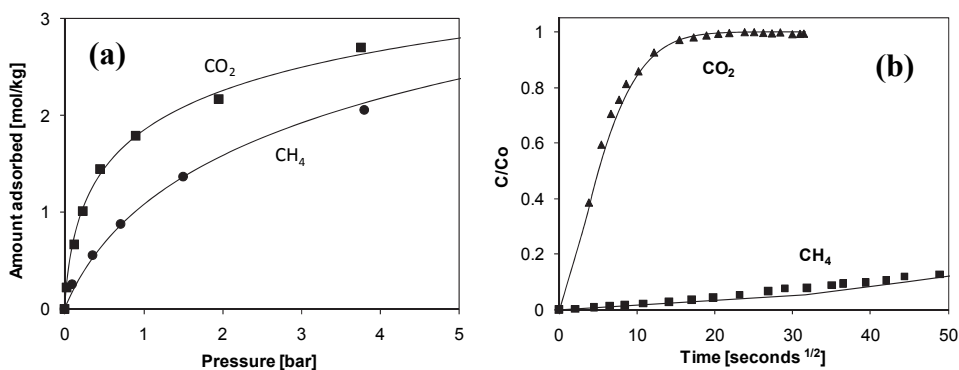 (a)
Amount adsorbed [mol/kg]
3
2
1
0
CO₂
CH₄
0 1 2 3 4 5
Pressure [bar]
(b)
C/Co
1
0.8
0.6
0.4
0.2
0
CO₂
CH₄
0 10 20 30 40 50
Time [seconds ¹/²]